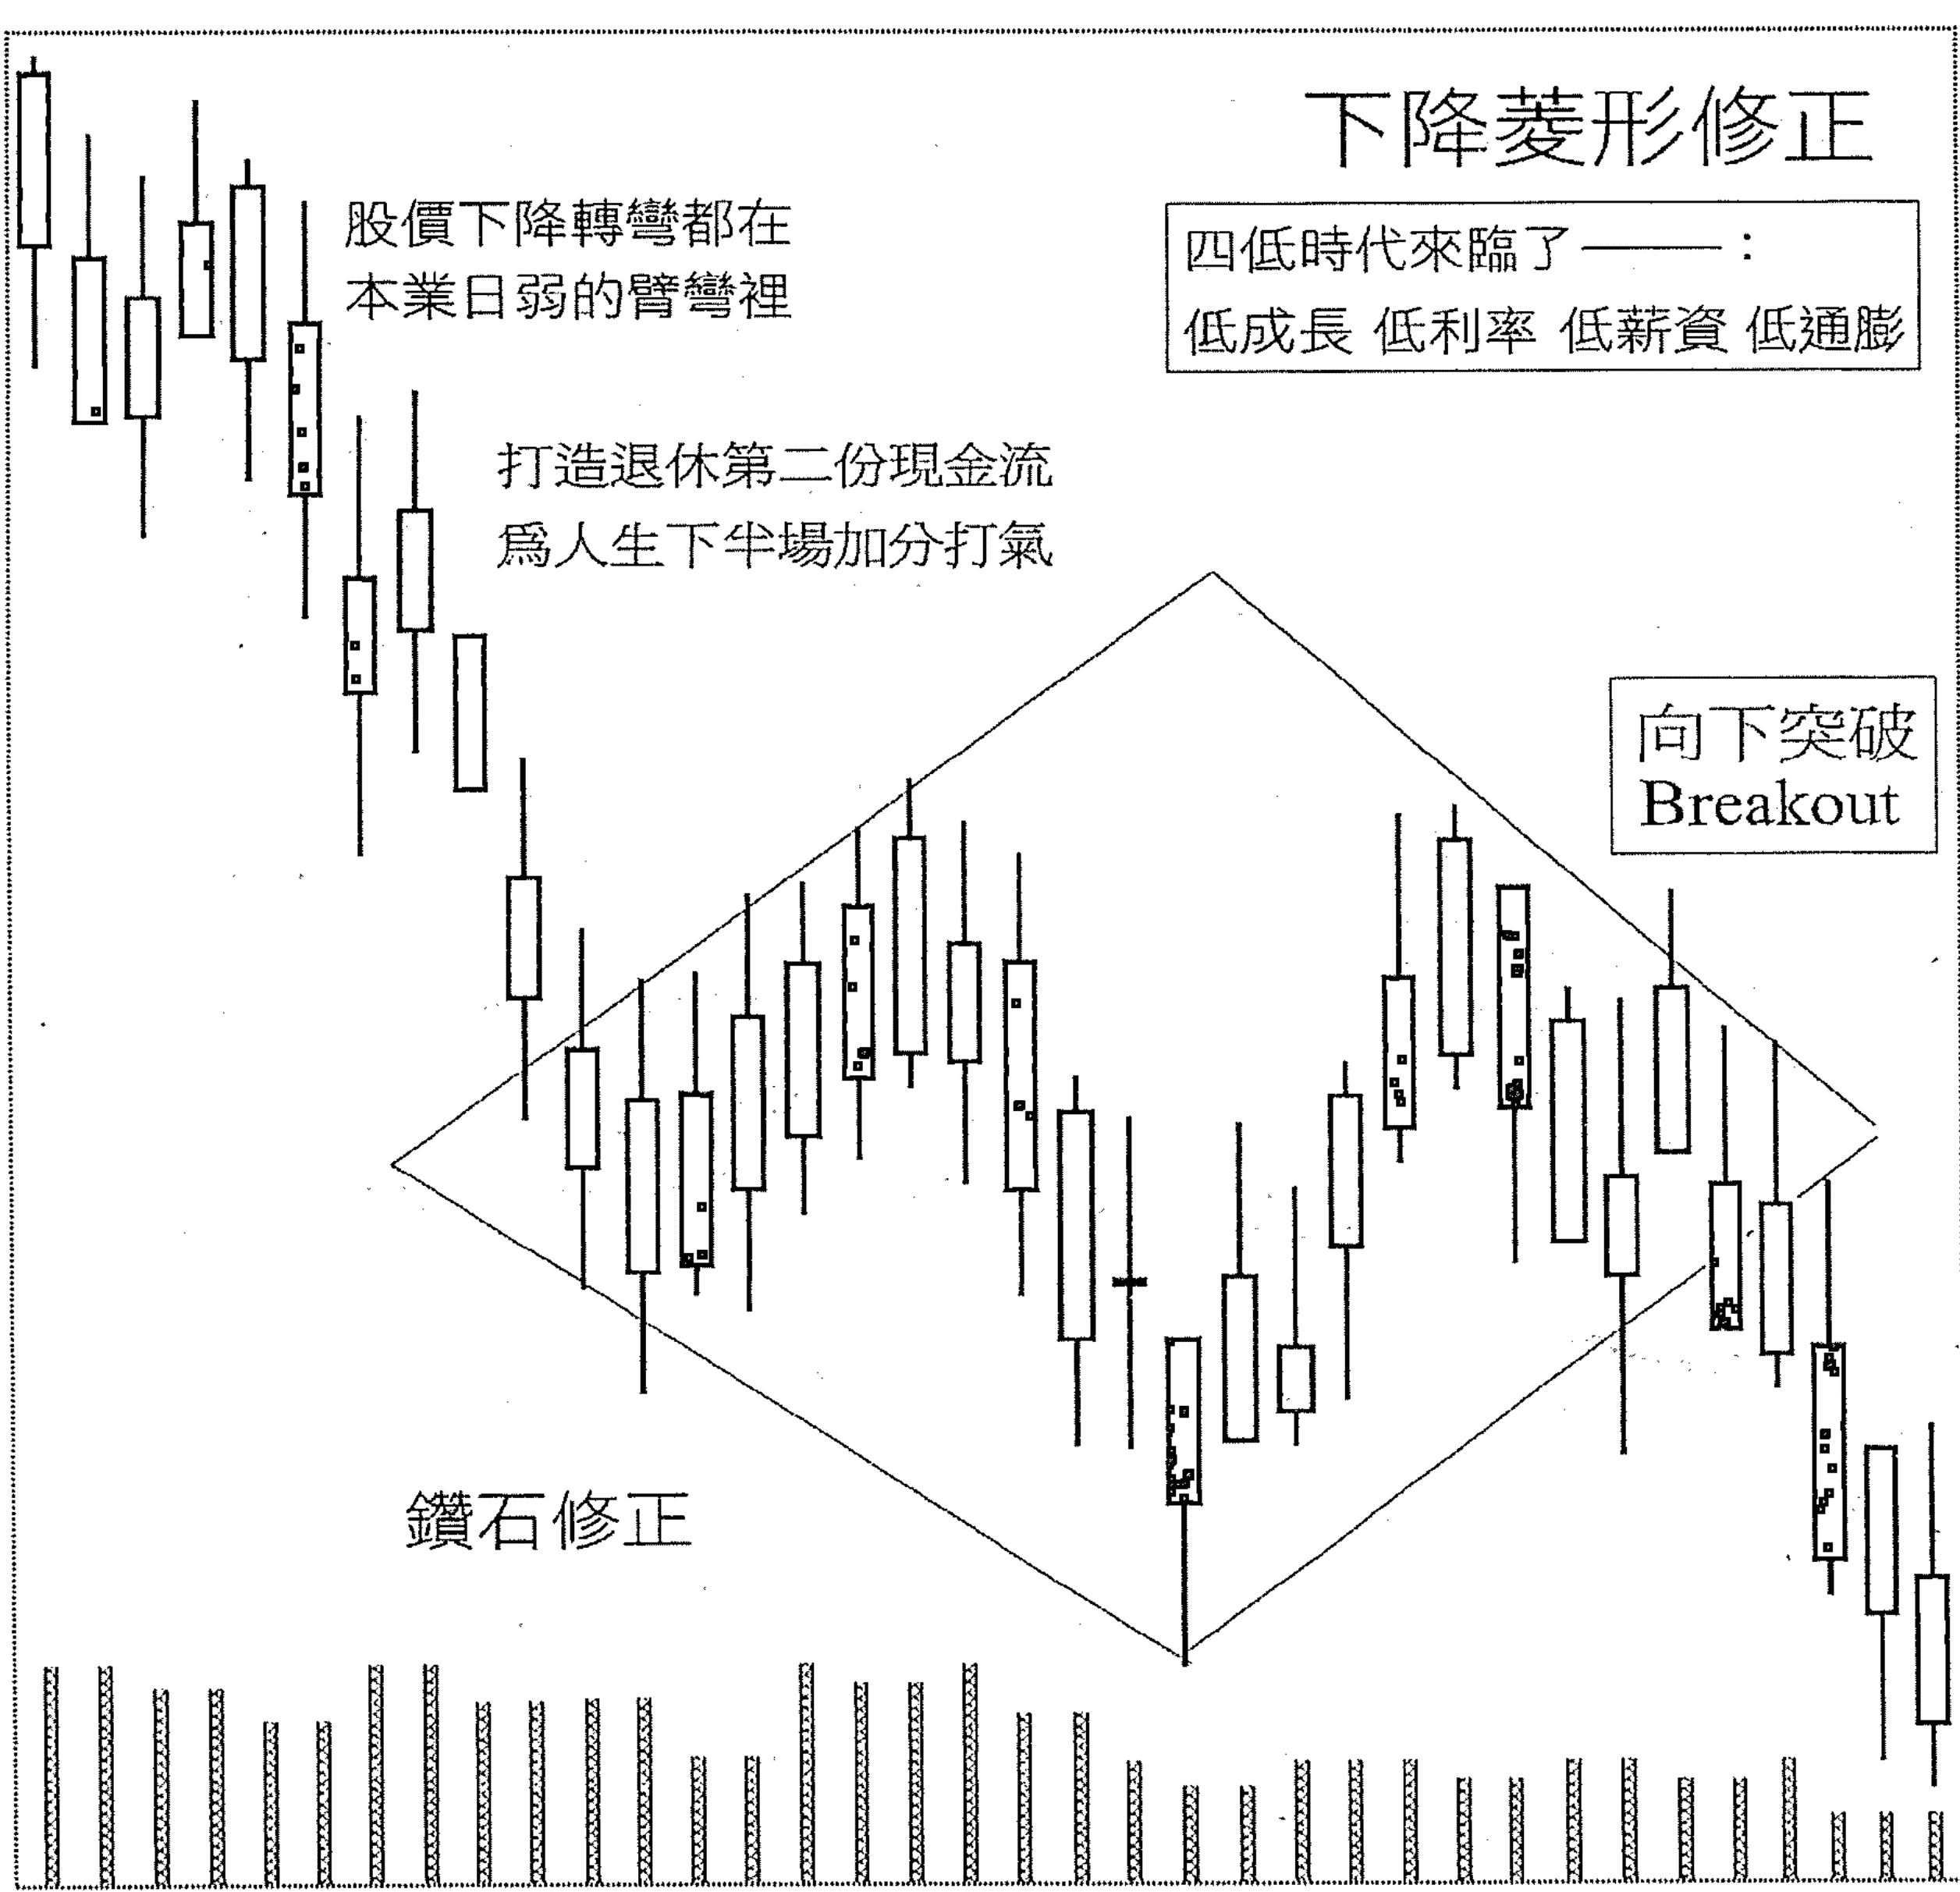 下降菱形修正
股價下降轉彎都在
本業日弱的臂彎裡
四低時代來臨了———：
低成長 低利率 低薪資 低通膨
打造退休第二份現金流
爲人生下半場加分打氣
向下突破
Breakout
鑽石修正